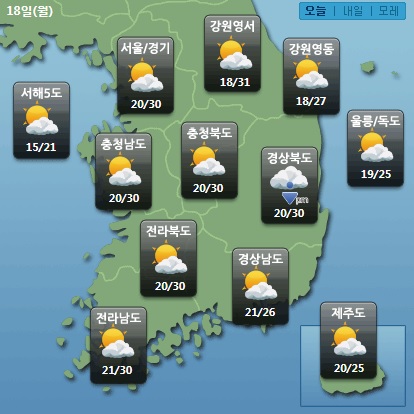 18일(월)
오늘 | 내일 | 모레
강원영서
18/31
서울/경기
20/30
강원영동
18/27
서해5도
15/21
울릉/독도
19/25
충청남도
20/30
충청북도
20/30
경상북도
pm
20/30
전라북도
20/30
경상남도
21/26
전라남도
21/30
제주도
20/25